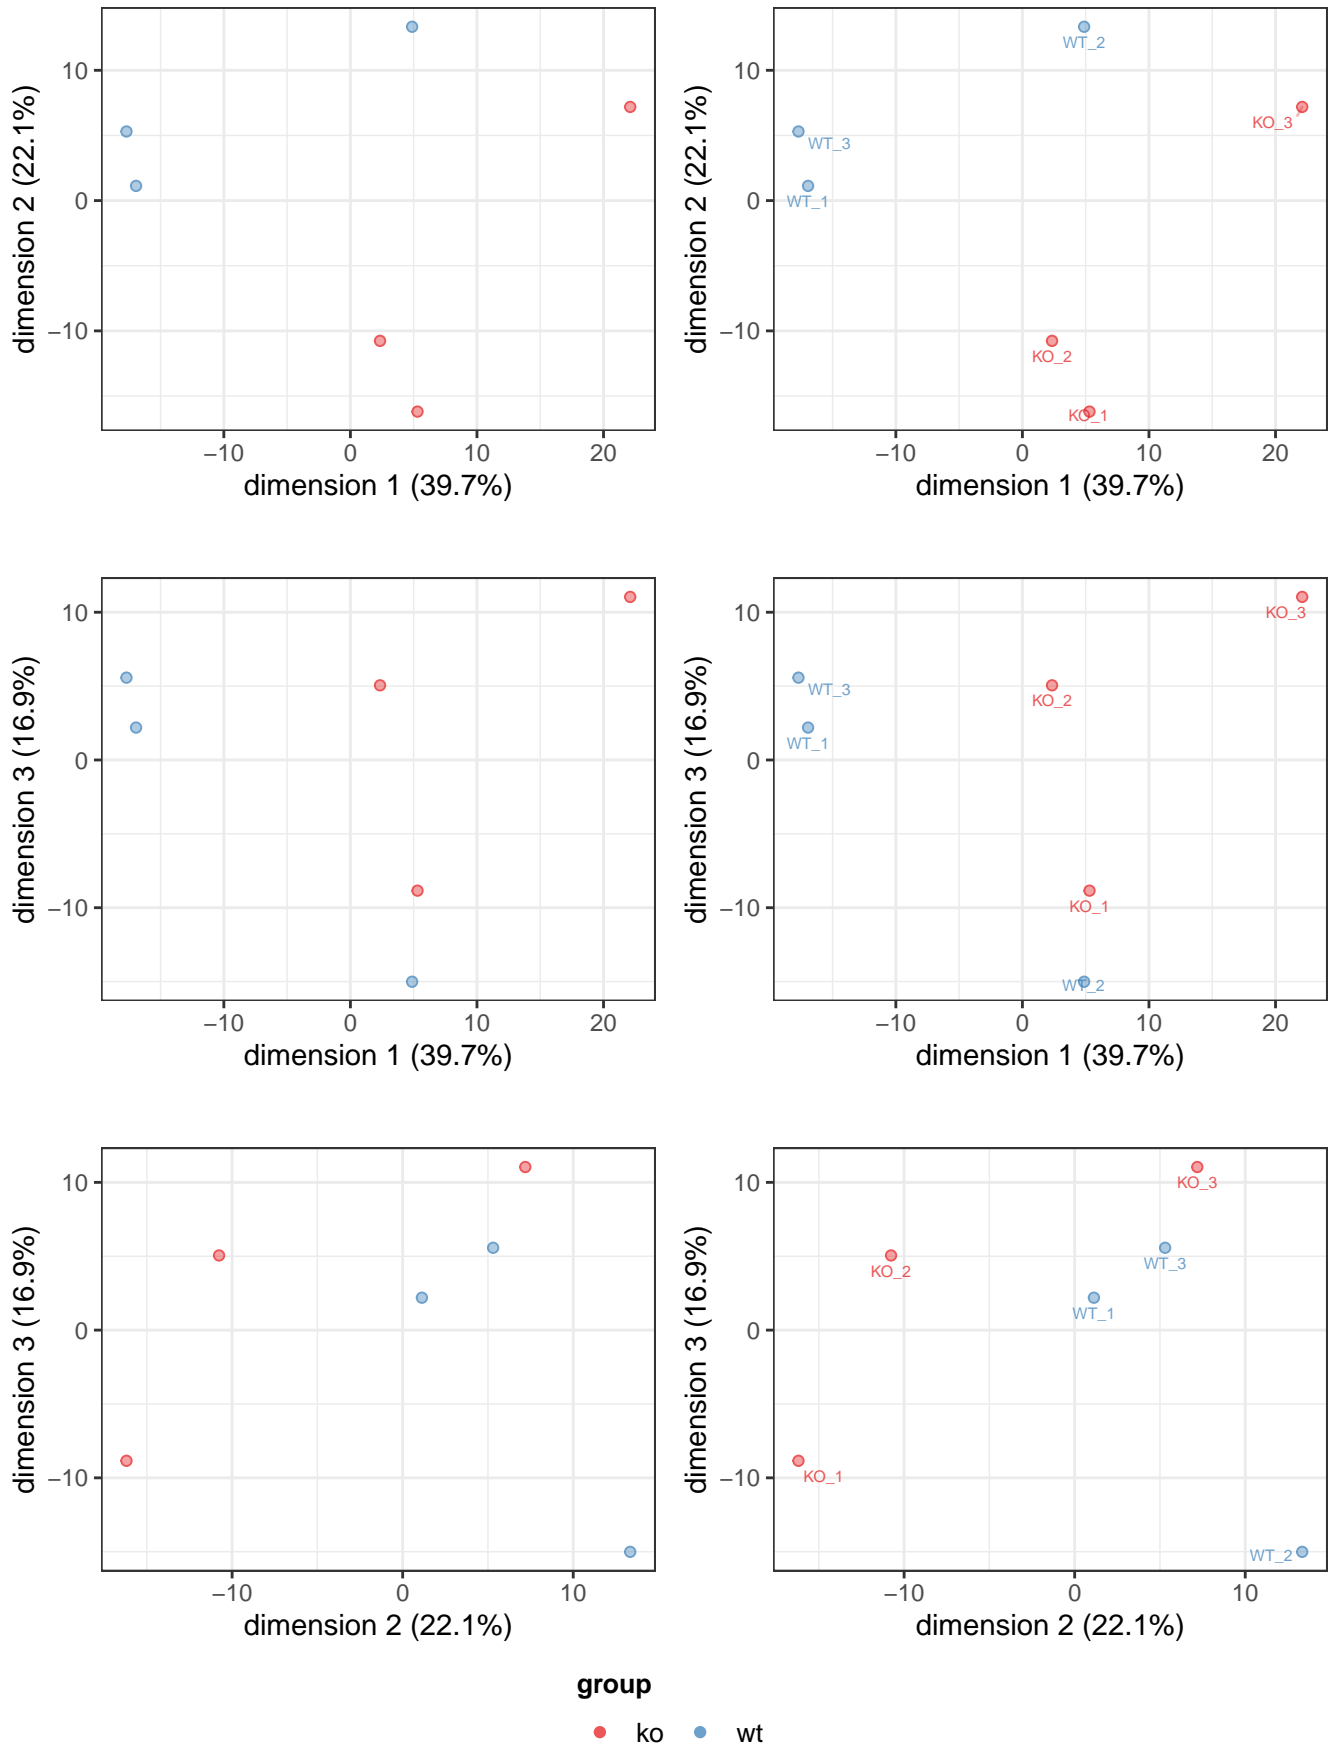 dimension 2 (22.1%)
10
0
−10
−10 0 10 20
dimension 1 (39.7%)
dimension 2 (22.1%)
10
0
−10
WT_2
KO_3
WT_3
WT_1
KO_2
KO_1
−10 0 10 20
dimension 1 (39.7%)
dimension 3 (16.9%)
10
0
−10
−10 0 10 20
dimension 1 (39.7%)
dimension 3 (16.9%)
10
0
−10
KO_3
WT_3
KO_2
WT_1
KO_1
WT_2
−10 0 10 20
dimension 1 (39.7%)
dimension 3 (16.9%)
10
0
−10
−10 0 10
dimension 2 (22.1%)
dimension 3 (16.9%)
10
0
−10
KO_3
WT_3
KO_2
WT_1
KO_1
WT_2
−10 0 10
dimension 2 (22.1%)
group
ko wt